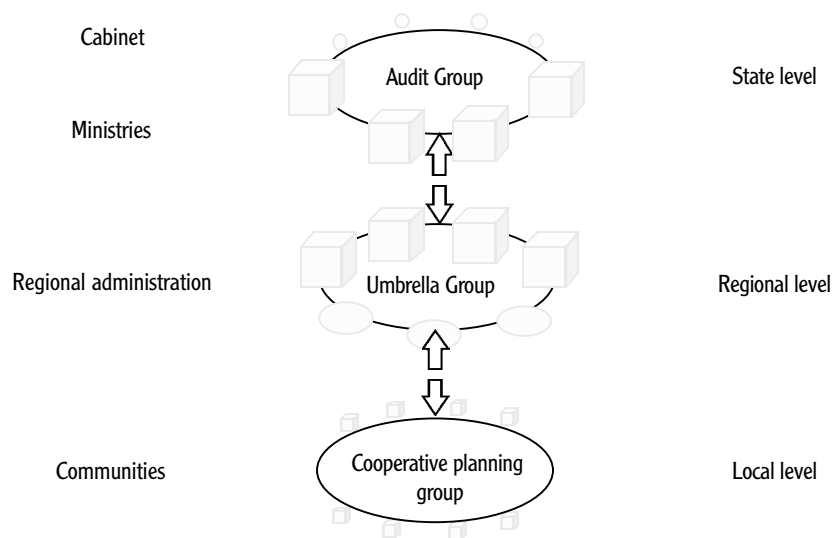 Cabinet
Audit Group
State level
Ministries
Regional administration
Umbrella Group
Regional level
Communities
Cooperative planning
group
Local level